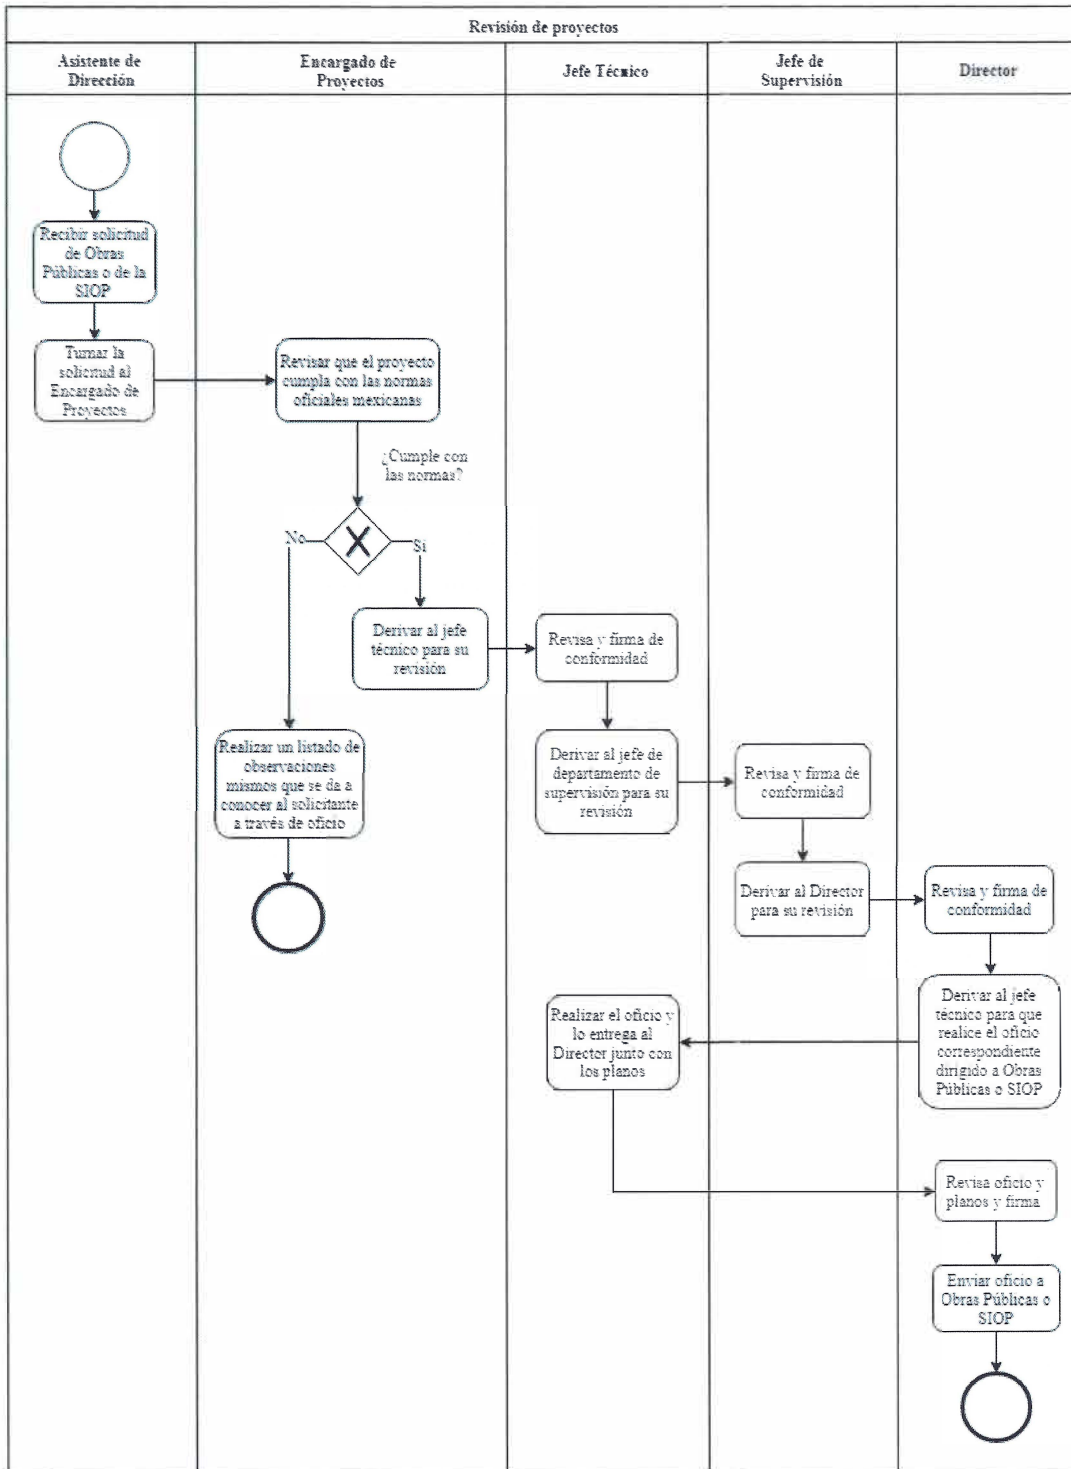 Revisión de proyectos
Asistente de
Dirección
Encargado de
Proyectos
Jefe Técnico
Jefe de
Supervisión
Director
Recibir solicitud
de Obras
Públicas o de la
SIOP
Turnar la
solicitud al
Encargado de
Proyectos
Revisar que el proyecto
cumpla con las normas
oficiales mexicanas
¿Cumple con
las normas?
No
Si
Derivar al jefe
técnico para su
revisión
Revisa y firma de
conformidad
Realizar un listado de
observaciones
mismos que se da a
conocer al solicitante
a través de oficio
Derivar al jefe de
departamento de
supervisión para su
revisión
Revisa y firma de
conformidad
Derivar al Director
para su revisión
Revisa y firma de
conformidad
Derivar al jefe
técnico para que
realice el oficio
correspondiente
dirigido a Obras
Públicas o SIOP
Realizar el oficio y
lo entrega al
Director junto con
los planos
Revisa oficio y
planos y firma
Enviar oficio a
Obras Públicas o
SIOP